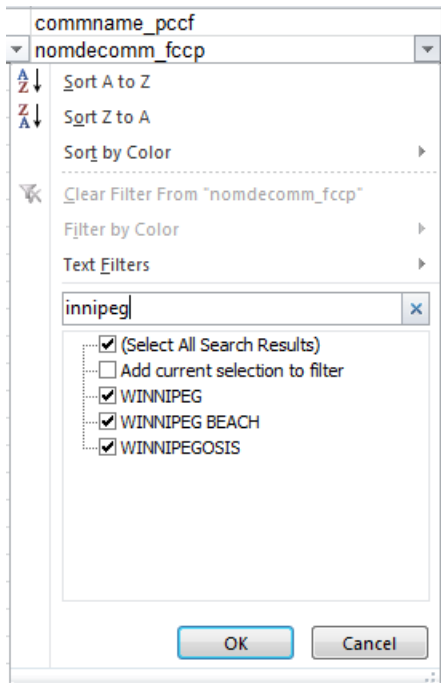 commname_pccf
nomdecomm_fccp
Sort A to Z
Sort Z to A
Sort by Color
Clear Filter From "nomdecomm_fccp"
Filter by Color
Text Filters
innipeg
(Select All Search Results)
Add current selection to filter
WINNIPEG
WINNIPEG BEACH
WINNIPEGOSIS
OK Cancel